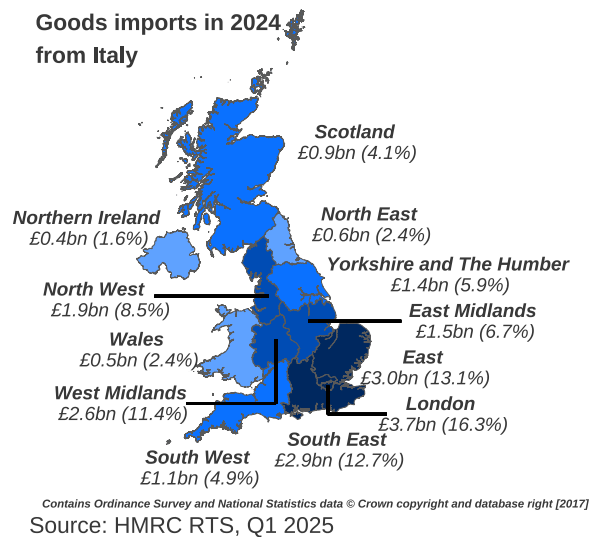 Goods imports in 2024
from Italy
Scotland
£0.9bn (4.1%)
Northern Ireland
£0.4bn (1.6%)
North East
£0.6bn (2.4%)
Yorkshire and The Humber
£1.4bn (5.9%)
North West
£1.9bn (8.5%)
East Midlands
£1.5bn (6.7%)
Wales
£0.5bn (2.4%)
East
£3.0bn (13.1%)
West Midlands
£2.6bn (11.4%)
London
£3.7bn (16.3%)
South East
£2.9bn (12.7%)
South West
£1.1bn (4.9%)
Contains Ordinance Survey and National Statistics data © Crown copyright and database right [2017]
Source: HMRC RTS, Q1 2025